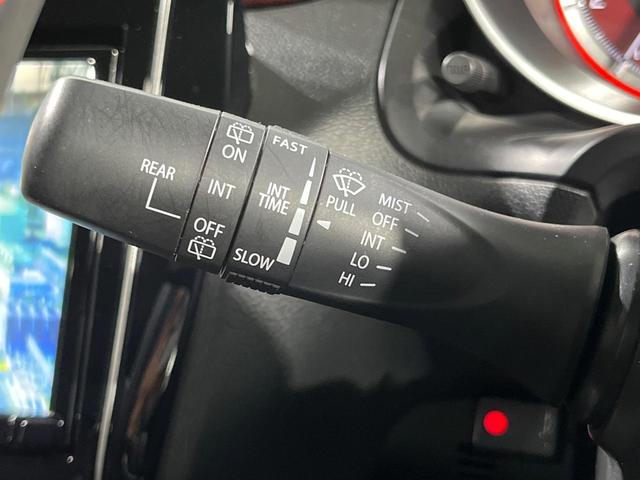 REAR
ON
INT
OFF
FAST
INT
TIME
SLOW
PULL
MIST
OFF
INT
LO
HI